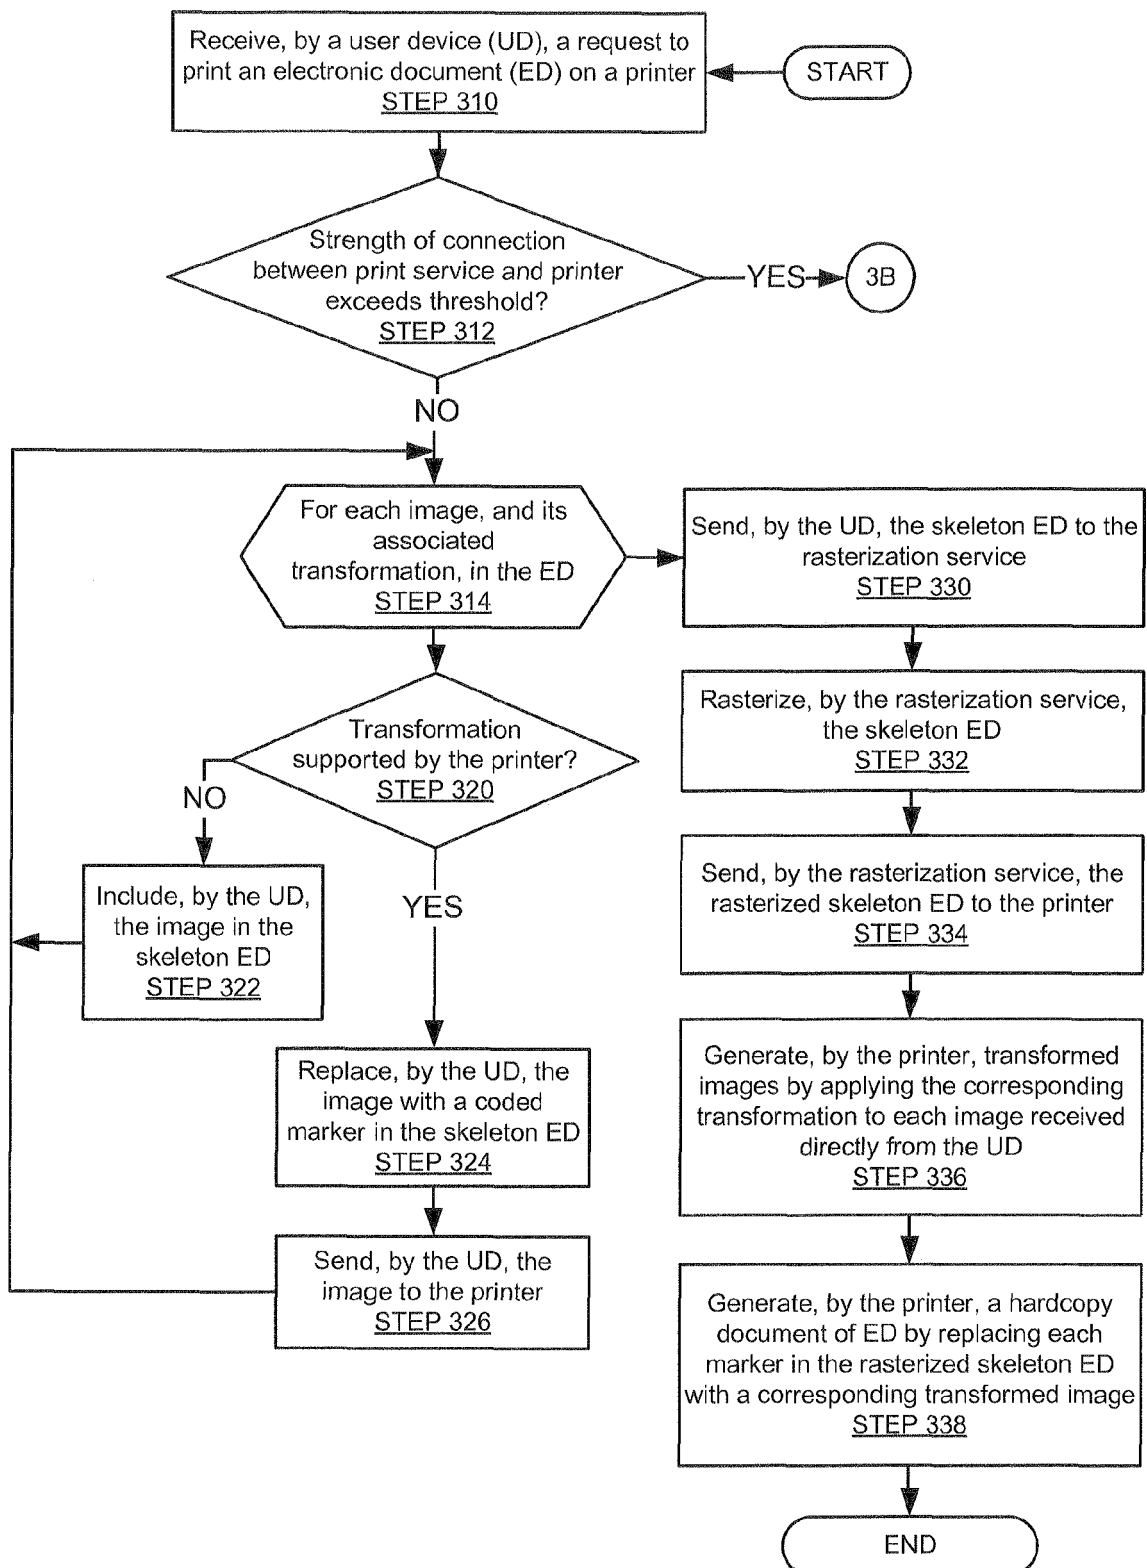 Receive, by a user device (UD), a request to
print an electronic document (ED) on a printer
STEP 310
START
Strength of connection
between print service and printer
exceeds threshold?
STEP 312
YES
3B
NO
For each image, and its
associated
transformation, in the ED
STEP 314
Transformation
supported by the printer?
STEP 320
NO
Include, by the UD,
the image in the
skeleton ED
STEP 322
YES
Replace, by the UD, the
image with a coded
marker in the skeleton ED
STEP 324
Send, by the UD, the
image to the printer
STEP 326
Send, by the UD, the skeleton ED to the
rasterization service
STEP 330
Rasterize, by the rasterization service,
the skeleton ED
STEP 332
Send, by the rasterization service, the
rasterized skeleton ED to the printer
STEP 334
Generate, by the printer, transformed
images by applying the corresponding
transformation to each image received
directly from the UD
STEP 336
Generate, by the printer, a hardcopy
document of ED by replacing each
marker in the rasterized skeleton ED
with a corresponding transformed image
STEP 338
END